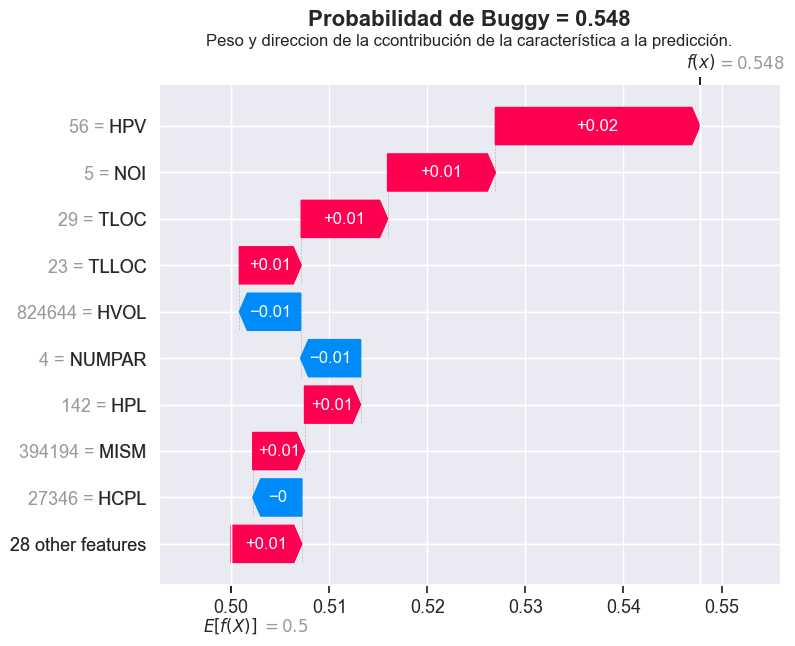 Probabilidad de Buggy = 0.548
Peso y direccion de la ccontribución de la característica a la predicción.
f(x) = 0.548
56 = HPV
+0.02
5 = NOI
+0.01
29 = TLOC
+0.01
23 = TLLOC
+0.01
824644 = HVOL
−0.01
4 = NUMPAR
−0.01
142 = HPL
+0.01
394194 = MISM
+0.01
27346 = HCPL
−0
28 other features
+0.01
0.50 0.51 0.52 0.53 0.54 0.55
E[f(X)] = 0.5